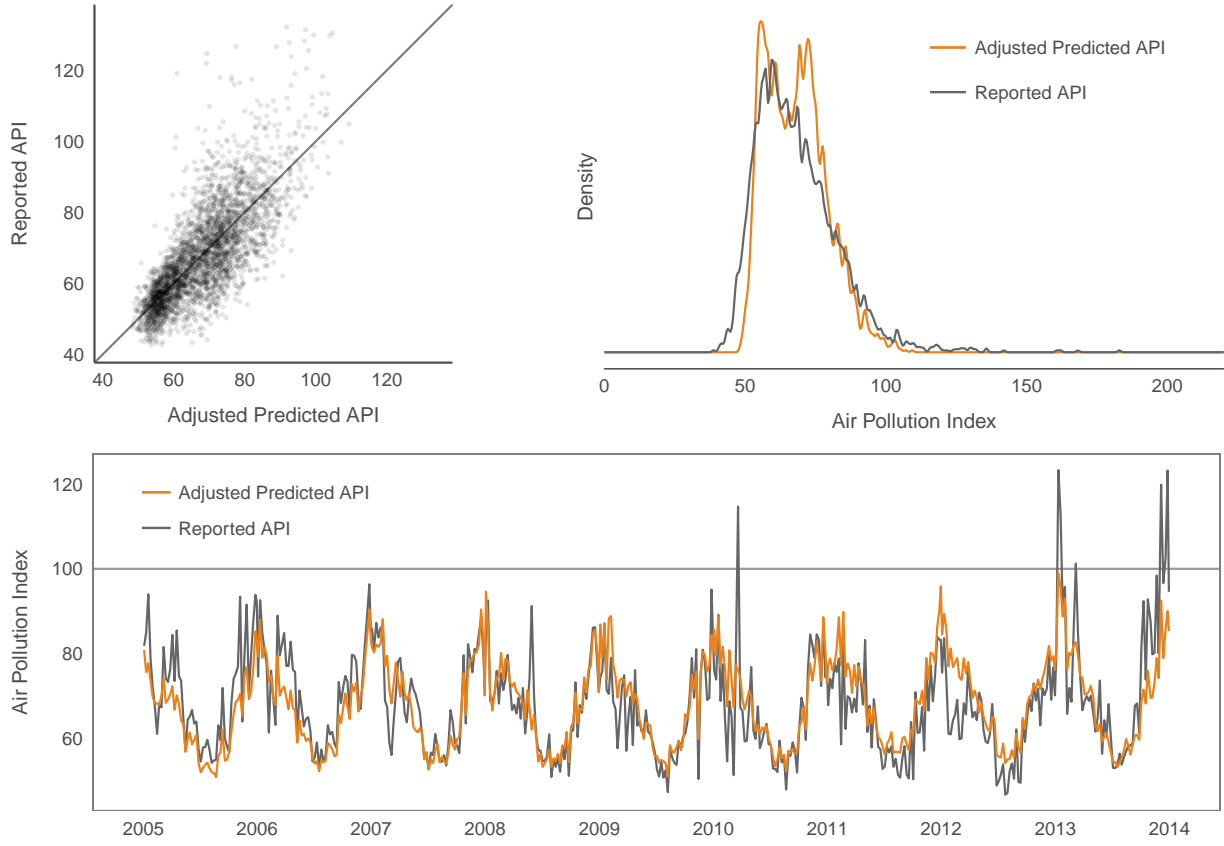 Reported API
120
100
80
60
40
40 60 80 100 120
Adjusted Predicted API
Density
Adjusted Predicted API
Reported API
0 50 100 150 200
Air Pollution Index
Air Pollution Index
120
100
80
60
Adjusted Predicted API
Reported API
2005 2006 2007 2008 2009 2010 2011 2012 2013 2014